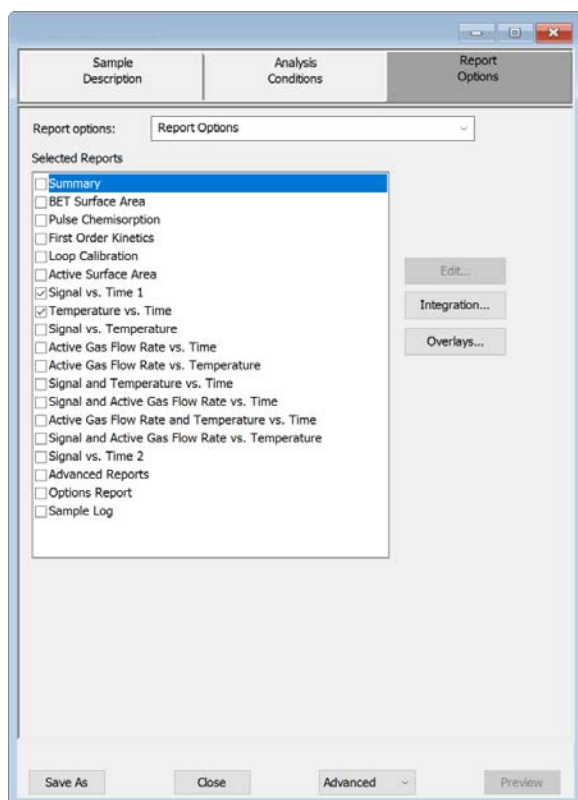 Sample
Description
Analysis
Conditions
Report
Options
Report options:
Report Options
Selected Reports
Summary
BET Surface Area
Pulse Chemisorption
First Order Kinetics
Loop Calibration
Active Surface Area
Signal vs. Time 1
Temperature vs. Time
Signal vs. Temperature
Active Gas Flow Rate vs. Time
Active Gas Flow Rate vs. Temperature
Signal and Temperature vs. Time
Signal and Active Gas Flow Rate vs. Time
Active Gas Flow Rate and Temperature vs. Time
Signal and Active Gas Flow Rate vs. Temperature
Signal vs. Time 2
Advanced Reports
Options Report
Sample Log
Edit...
Integration...
Overlays...
Save As
Close
Advanced
Preview